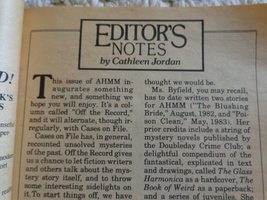 D!
K'S
S
EDITOR'S
NOTES
by Cathleen Jordan
This issue of AHMM in-
augurates something
new, and something we
hope you will enjoy. It's a col-
umn called "Off the Record,"
and it will alternate, though ir-
regularly, with Cases on File.
Cases on File has, in general,
recounted unsolved mysteries
of the past. Off the Record gives
us a chance to let fiction writers
and others talk about the mys-
tery story itself, and to throw
some interesting sidelights on
it. To start things off, we have
thought we would be.
Ms. Byfield, you may recall,
has to date written two stories
for AHMM ("The Blushing
Bride," August, 1982, and "Poi-
son Clean," May, 1983). Her
prior credits include a string of
mystery novels published by
the Doubleday Crime Club; a
delightful compendium of the
fantastical, explicated in text
and drawings, called The Glass
Harmonica as a hardcover, The
Book of Weird as a paperback;
and a series of juveniles, the